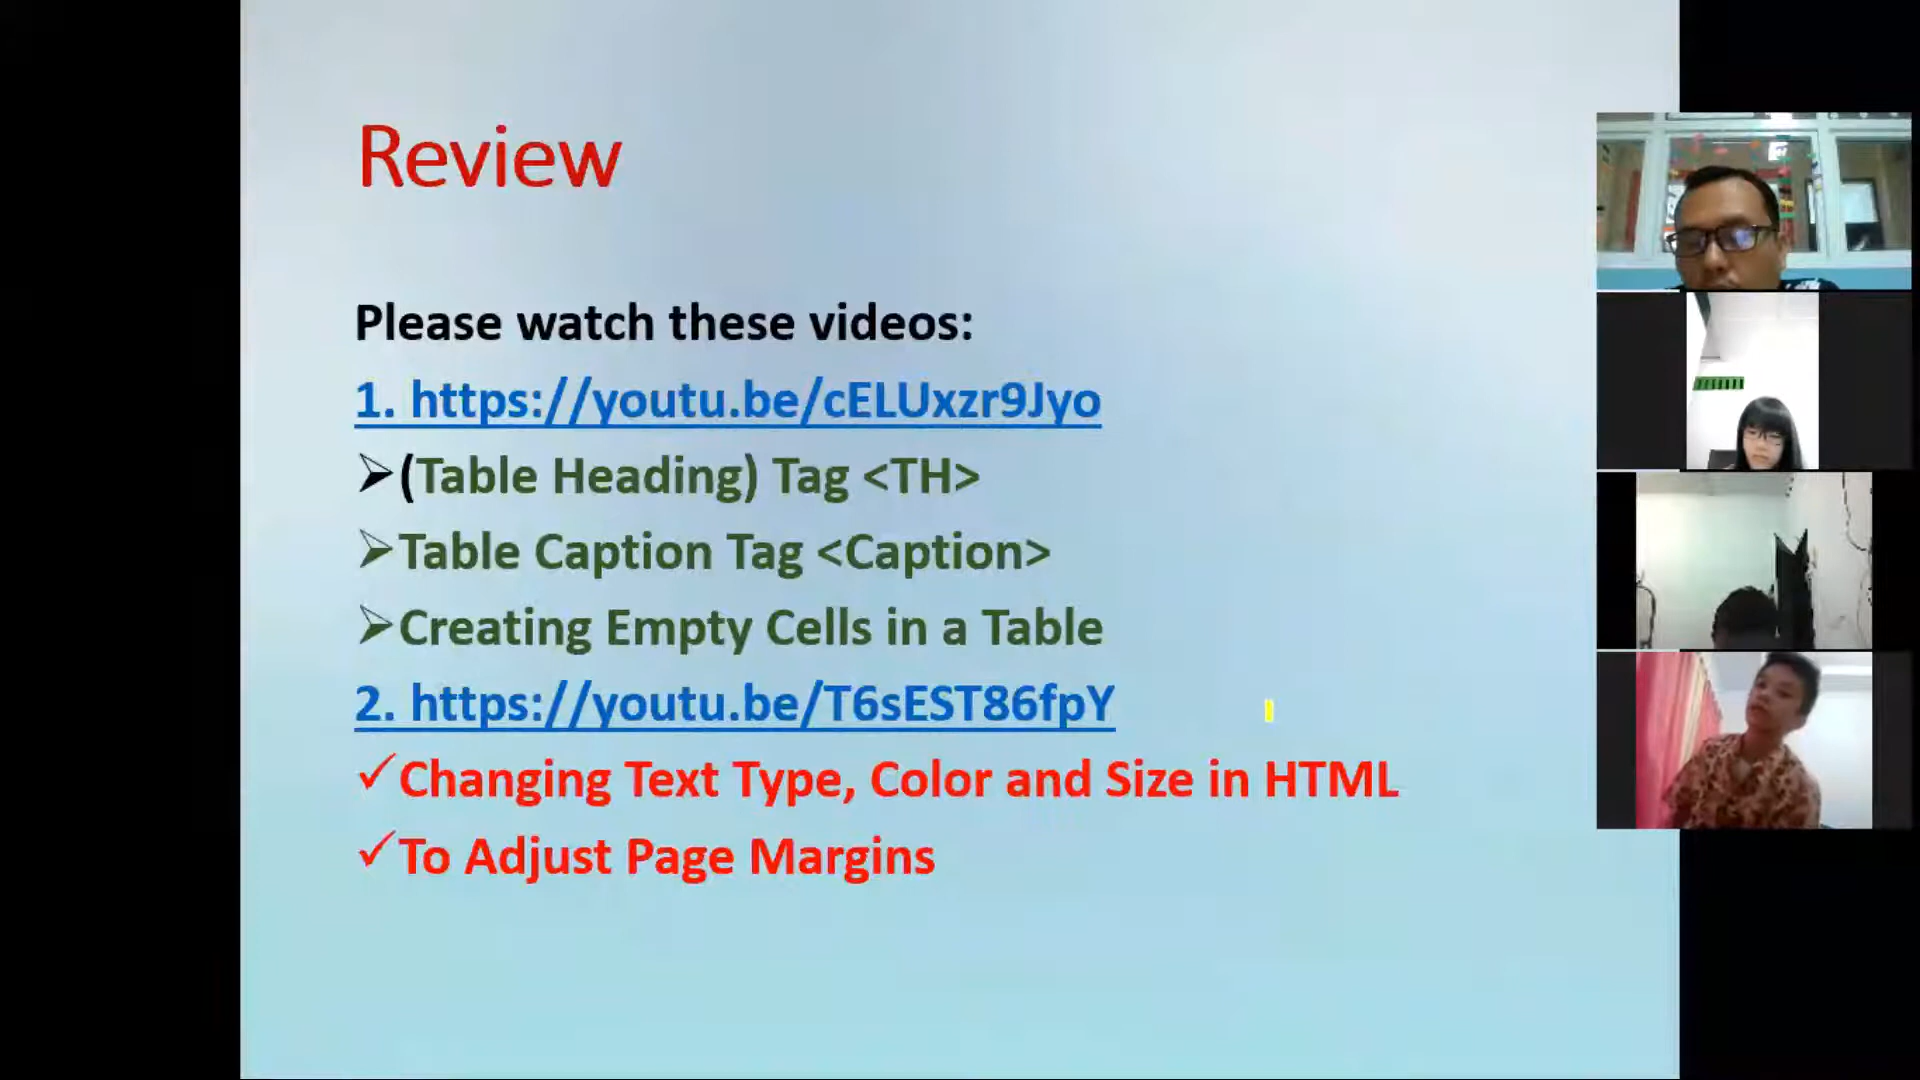 Review
Please watch these videos:
1. https://youtu.be/cELUxzr9Jyo
➢(Table Heading) Tag <TH>
➢Table Caption Tag <Caption>
➢Creating Empty Cells in a Table
2. https://youtu.be/T6sEST86fpY
✓Changing Text Type, Color and Size in HTML
✓To Adjust Page Margins